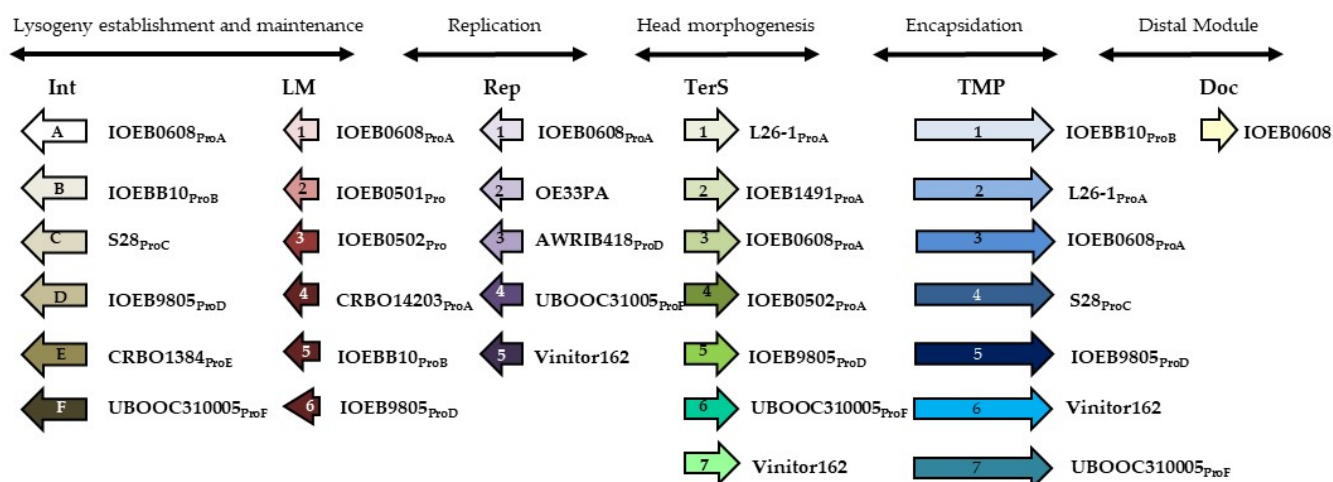 Lysogeny establishment and maintenance Replication Head morphogenesis Encapsidation Distal Module
Int LM Rep TerS TMP Doc
A IOEB0608ProA 1 IOEB0608ProA 1 IOEB0608ProA 1 L26-1ProA 1 IOEBB10ProB IOEB0608
B IOEBB10ProB 2 IOEB0501Pro 2 OE33PA 2 IOEB1491ProA 2 L26-1ProA
C S28ProC 3 IOEB0502Pro 3 AWRIB418ProD 3 IOEB0608ProA 3 IOEB0608ProA
D IOEB9805ProD 4 CRBO14203ProA 4 UBOOC31005ProF 4 IOEB0502ProA 4 S28ProC
E CRBO1384ProE 5 IOEBB10ProB 5 Vinitor162 5 IOEB9805ProD 5 IOEB9805ProD
F UBOOC310005ProF 6 IOEB9805ProD 6 UBOOC310005ProF 6 Vinitor162
7 Vinitor162 7 UBOOC310005ProF